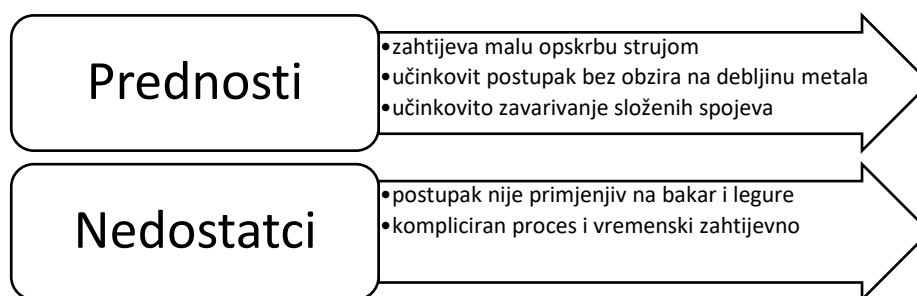 Prednosti
•zahtijeva malu opskrbu strujom
•učinkovit postupak bez obzira na debljinu metala
•učinkovito zavarivanje složenih spojeva
Nedostatci
•postupak nije primjenjiv na bakar i legure
•kompliciran proces i vremenski zahtijevno